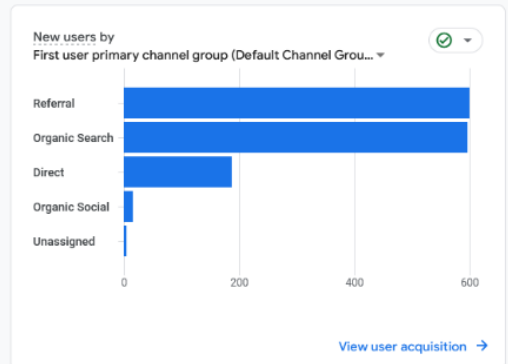 New users by
First user primary channel group (Default Channel Grou...
Referral
Organic Search
Direct
Organic Social
Unassigned
0 200 400 600
View user acquisition